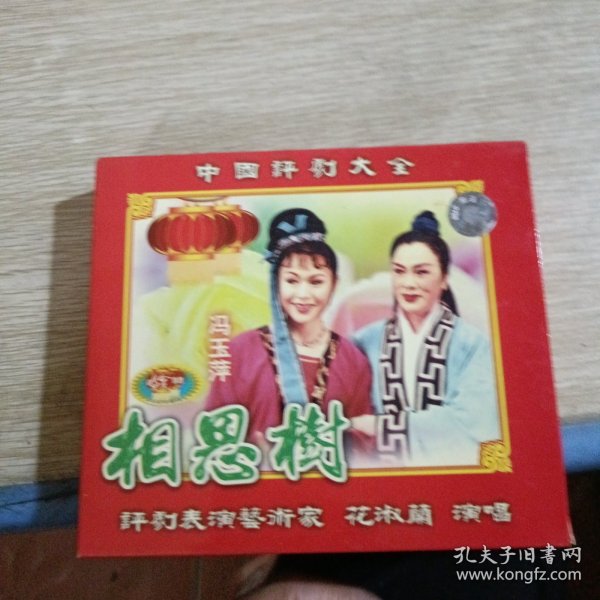 中國評劇大全
冯玉萍
相思樹
評劇表演藝術家 花淑蘭 演唱
孔夫子旧書网
www.kongfz.com